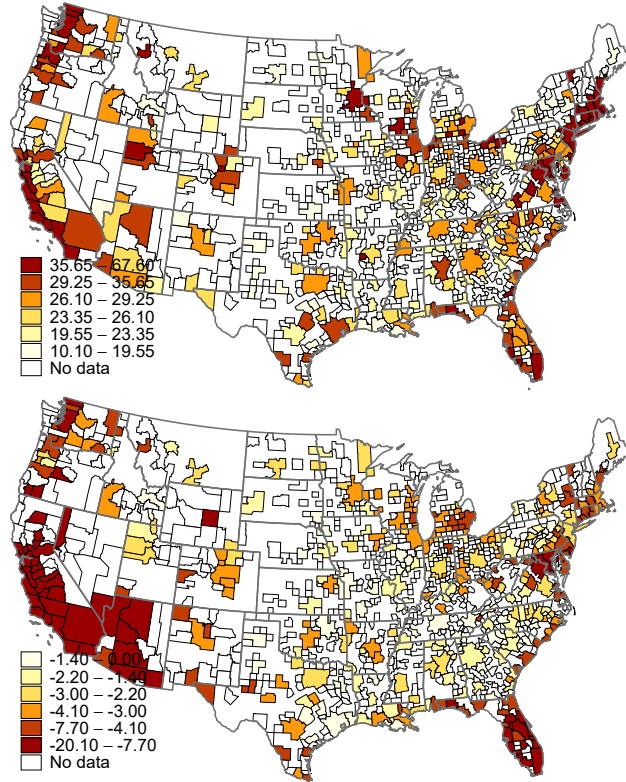 35.65 – 67.60
29.25 – 35.65
26.10 – 29.25
23.35 – 26.10
19.55 – 23.35
10.10 – 19.55
No data
-1.40 – 0.00
-2.20 – -1.40
-3.00 – -2.20
-4.10 – -3.00
-7.70 – -4.10
-20.10 – -7.70
No data